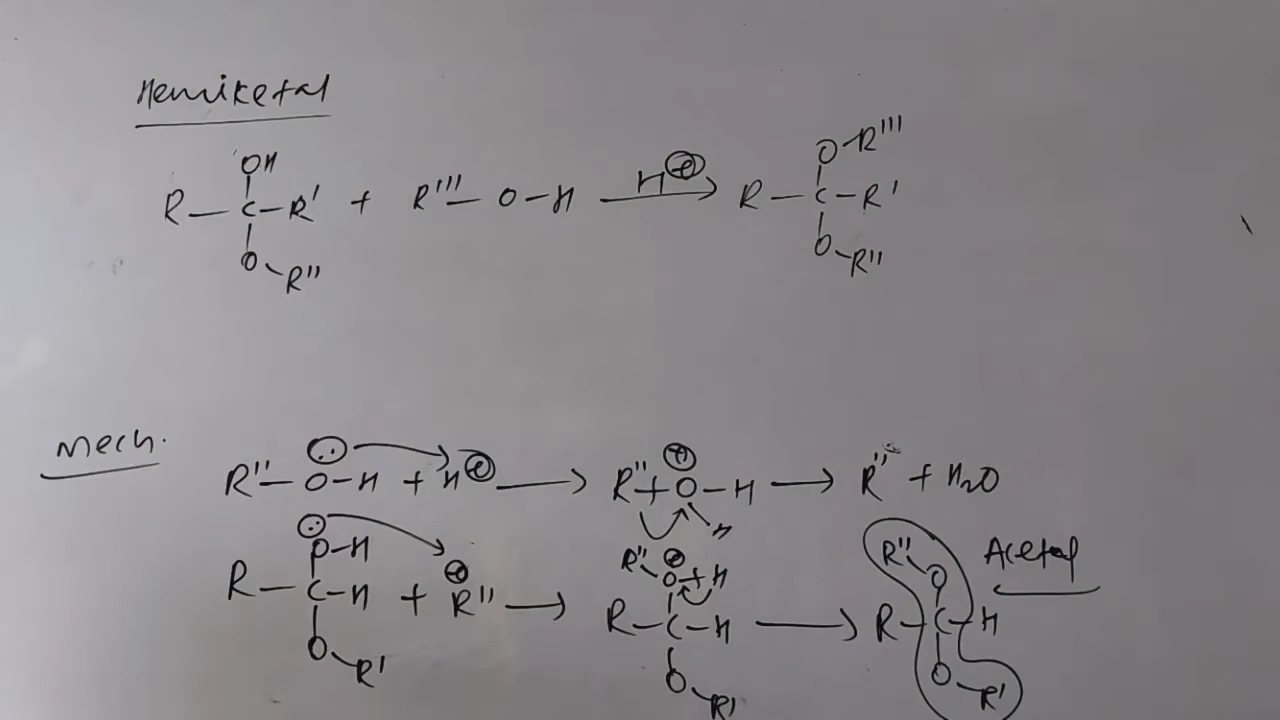 Hemiketal
OH O-R'''
R-C-R' + R'''-O-H H⊕ → R-C-R'
O-R'' O-R''
Mech.
R''-O-H + H⊕ → R''-O⊕-H → R'' + H2O
H
O-H R'' O⊕-H R'' O Acetal
R-C-H + ⊕R'' → R-C-H → R-C-H
O-R' O-R' O-R'